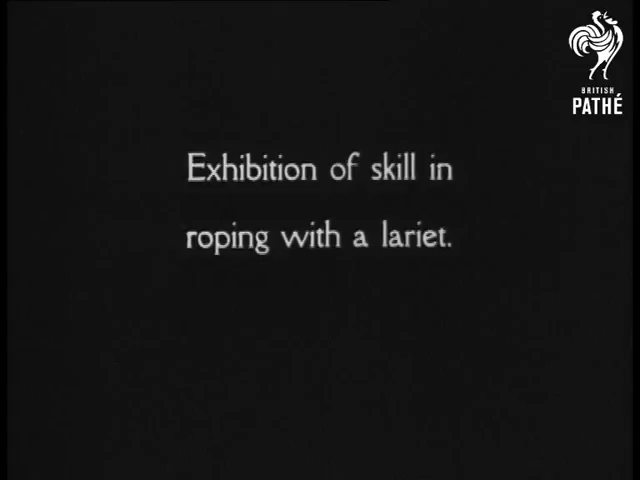 Exhibition of skill in
roping with a lariet.
BRITISH
PATHÉ